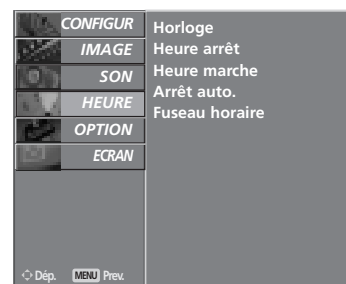 CONFIGUR
IMAGE
SON
HEURE
OPTION
ECRAN
Horloge
Heure arrêt
Heure marche
Arrêt auto.
Fuseau horaire
Dép. MENU Prev.